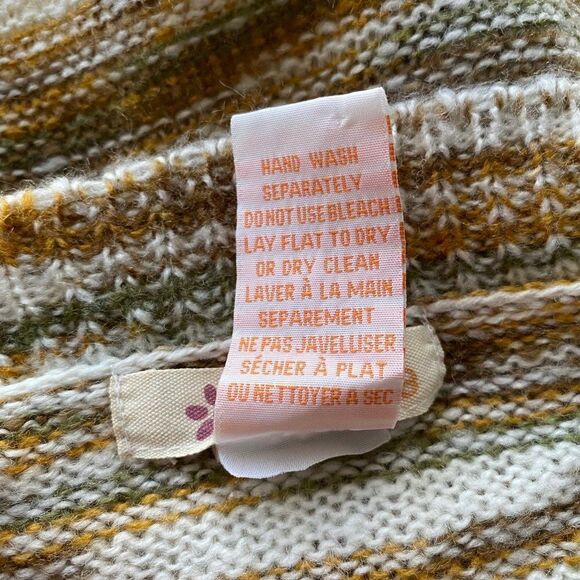 HAND WASH
SEPARATELY
DO NOT USE BLEACH
LAY FLAT TO DRY
OR DRY CLEAN
LAVER À LA MAIN
SEPAREMENT
NE PAS JAVELLISER
SÉCHER À PLAT
OU NETTOYER A SEC